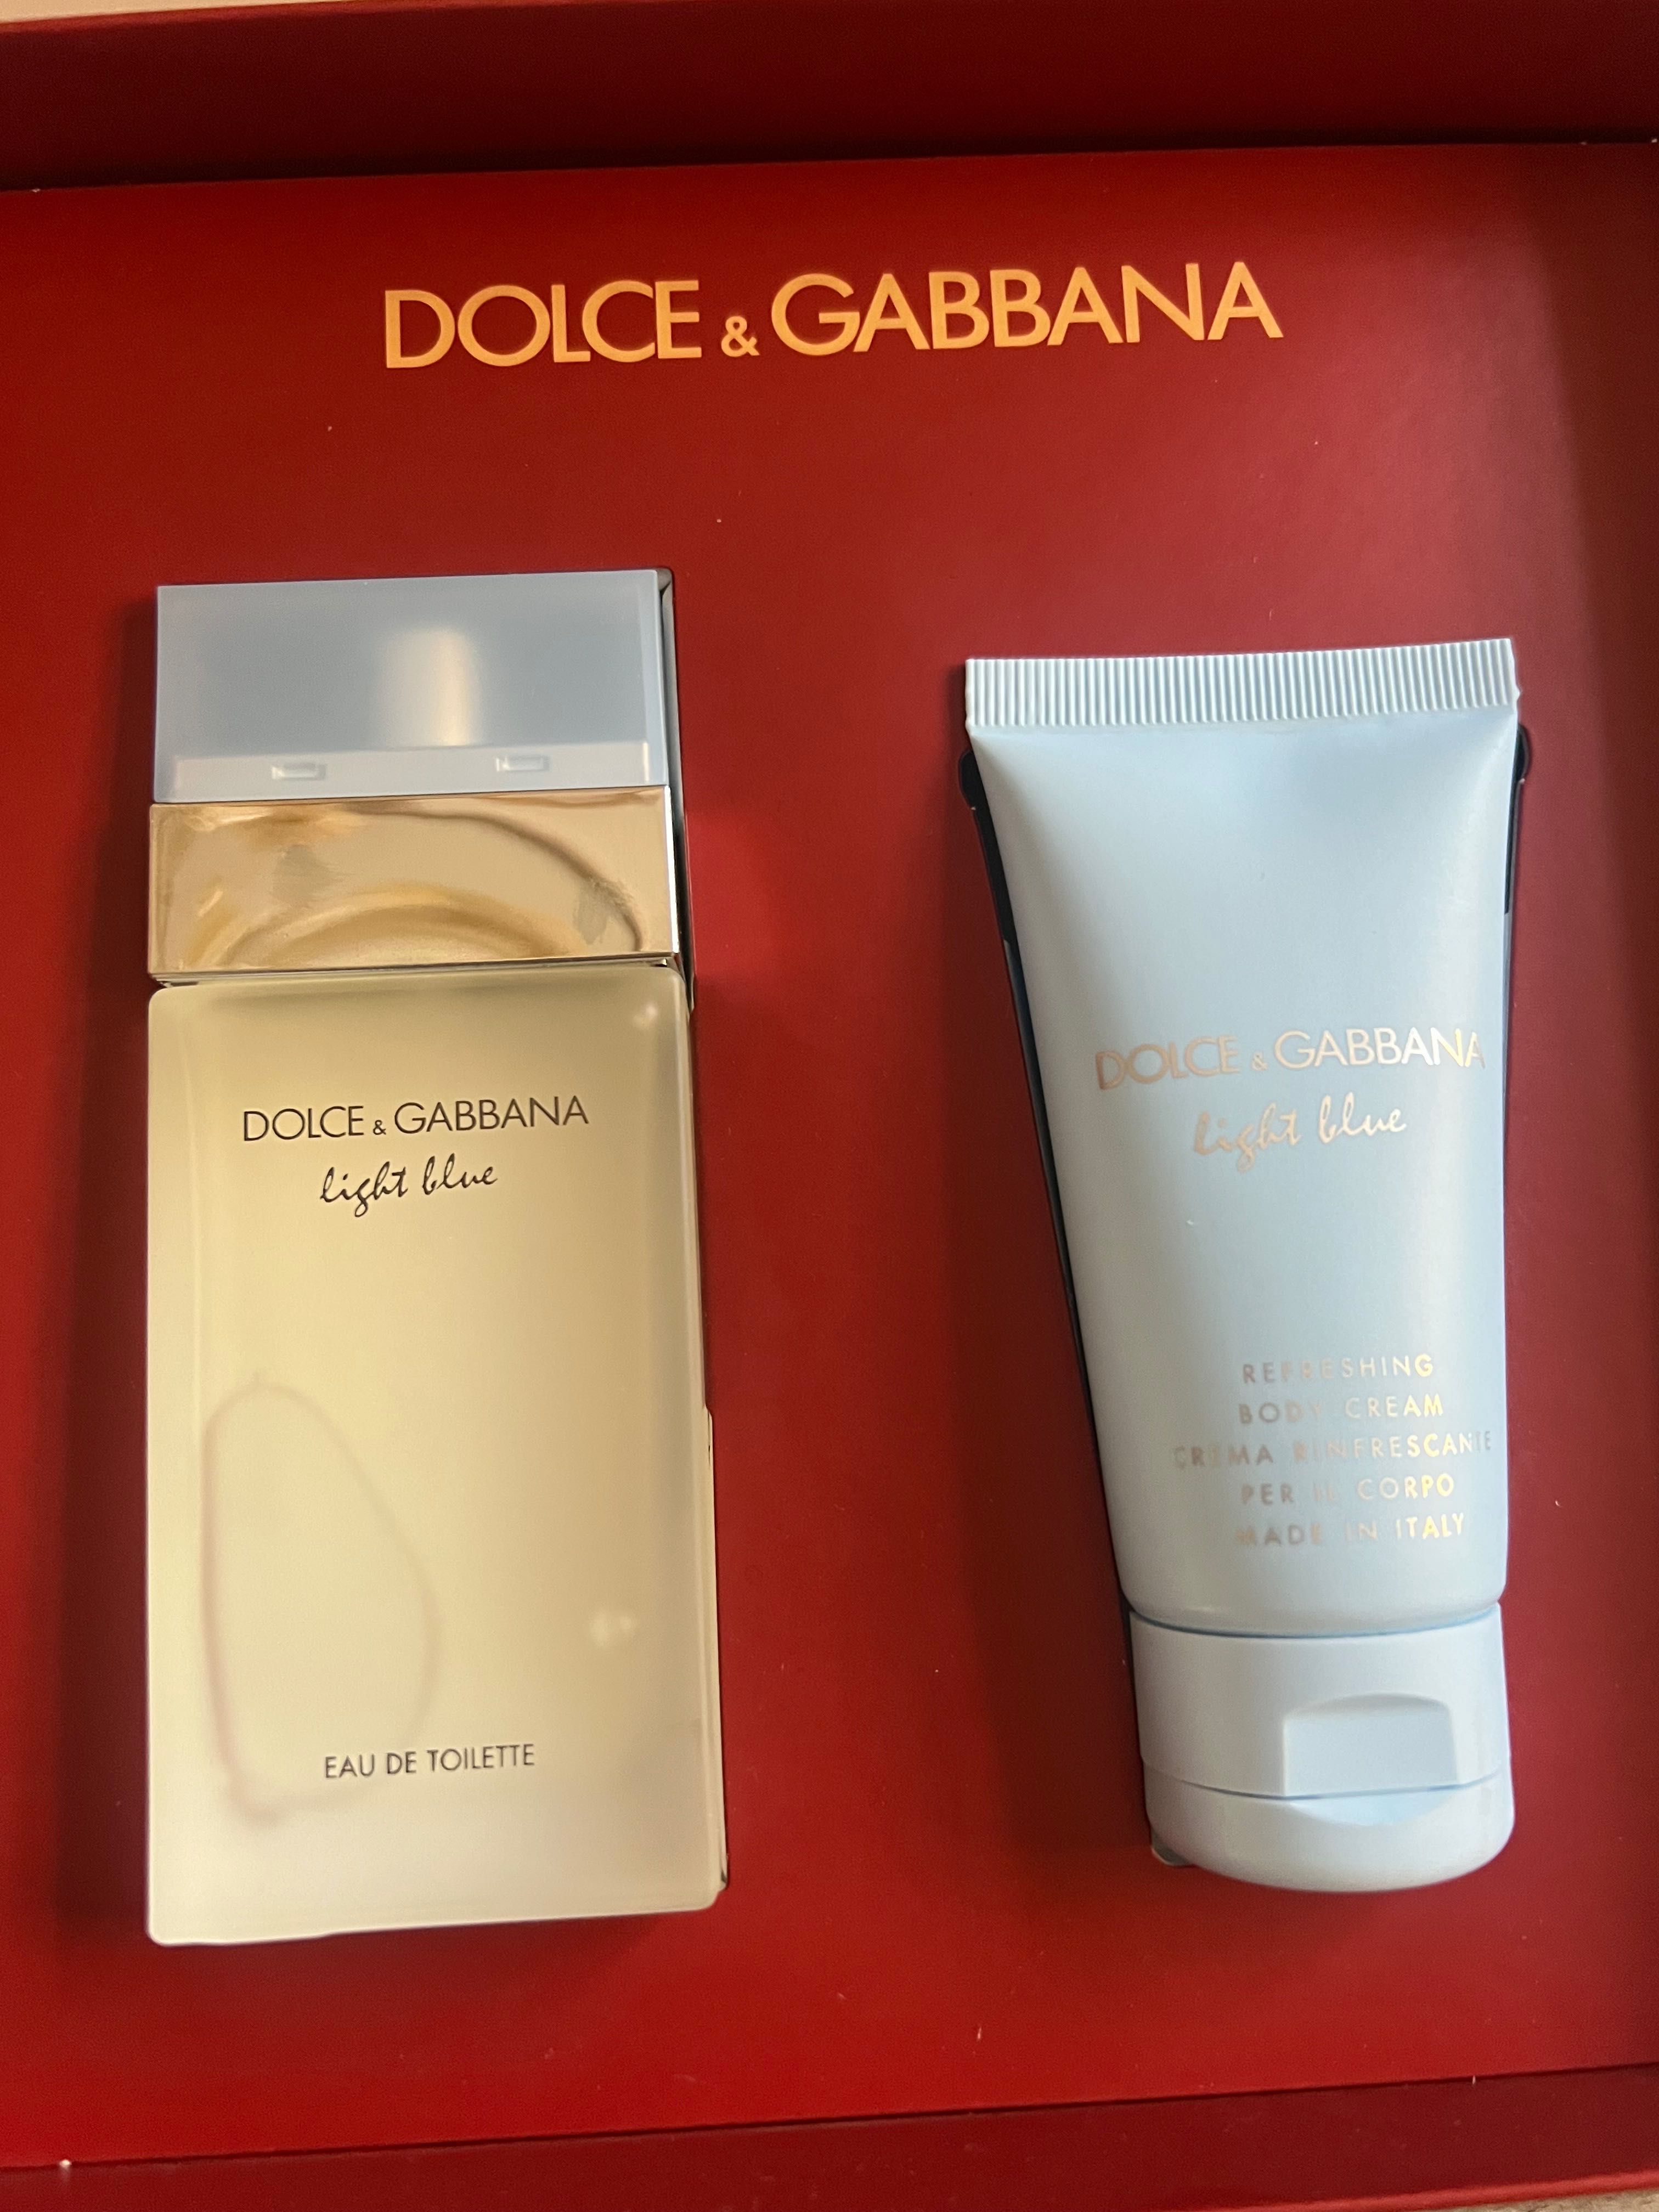 DOLCE & GABBANA
DOLCE & GABBANA
light blue
EAU DE TOILETTE
DOLCE & GABBANA
light blue
REFRESHING
BODY CREAM
CREMA RINFRESCANTE
PER IL CORPO
MADE IN ITALY